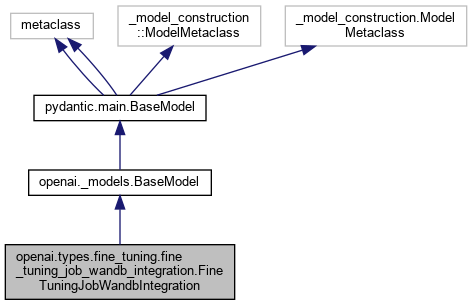 metaclass
_model_construction
::ModelMetaclass
_model_construction.Model
Metaclass
pydantic.main.BaseModel
openai._models.BaseModel
openai.types.fine_tuning.fine
_tuning_job_wandb_integration.Fine
TuningJobWandbIntegration